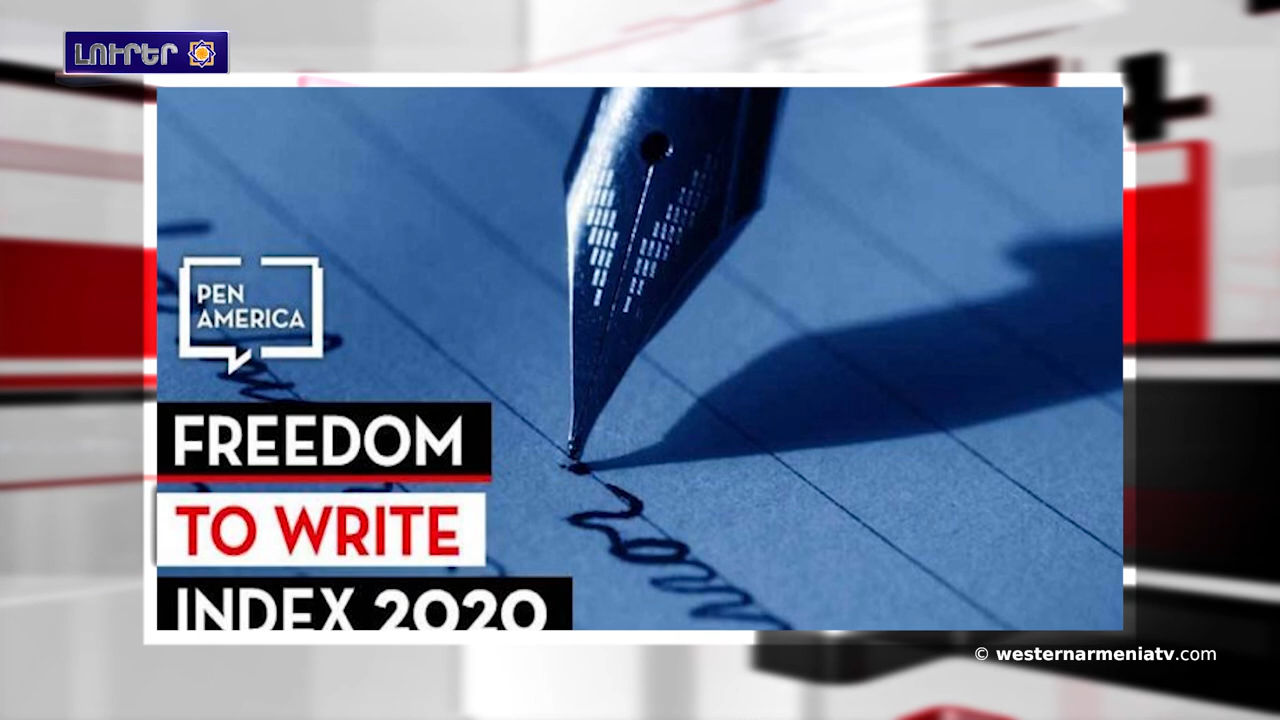 ԼՈՒՐԵՐ
PEN
AMERICA
FREEDOM
TO WRITE
INDEX 2020
© westernarmeniatv.com